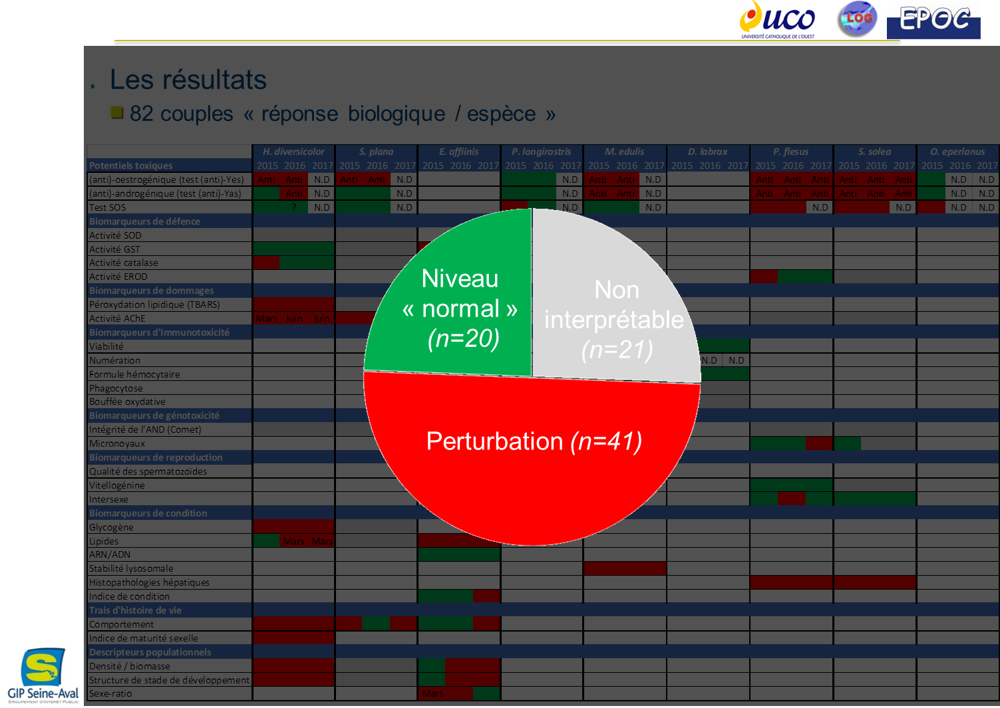 uco
UNIVERSITÉ CATHOLIQUE DE L'OUEST
LOG
EPOC
. Les résultats
82 couples « réponse biologique / espèce »
H. diversicolor S. plana E. affiinis P. longirostris M. edulis D. labrax P. flesus S. solea O. eperlanus
Potentiels toxiques 2015 2016 2017 2015 2016 2017 2015 2016 2017 2015 2016 2017 2015 2016 2017 2015 2016 2017 2015 2016 2017 2015 2016 2017 2015 2016 2017
(anti)-oestrogénique (test (anti)-Yes) Anti Anti N.D Anti Anti N.D N.D Anti Anti N.D Anti Anti Anti Anti Anti Anti N.D N.D
(anti)-androgénique (test (anti)-Yas) Anti N.D N.D N.D Anti Anti N.D Anti Anti Anti Anti Anti Anti N.D N.D
Test SOS ? N.D N.D N.D N.D N.D N.D N.D N.D
Biomarqueurs de défence
Activité SOD
Activité GST
Activité catalase
Activité EROD
Biomarqueurs de dommages
Péroxydation lipidique (TBARS)
Activité AChE Mars Juin Juin
Biomarqueurs d'Immunotoxicité
Viabilité
Numération N.D N.D
Formule hémocytaire
Phagocytose
Bouffée oxydative
Biomarqueurs de génotoxicité
Intégrité de l'AND (Comet)
Micronoyaux
Biomarqueurs de reproduction
Qualité des spermatozoïdes
Vitellogénine
Intersexe
Biomarqueurs de condition
Glycogène
Lipides Mars Mars
ARN/ADN
Stabilité lysosomale
Histopathologies hépatiques
Indice de condition
Trais d'histoire de vie
Comportement
Indice de maturité sexelle
Descripteurs populationnels
Densité / biomasse
Structure de stade de développement
Sexe-ratio Mars
Niveau
« normal »
(n=20)
Non
interprétable
(n=21)
Perturbation (n=41)
S2
GIP Seine-Aval
GROUPEMENT D'INTÉRÊT PUBLIC